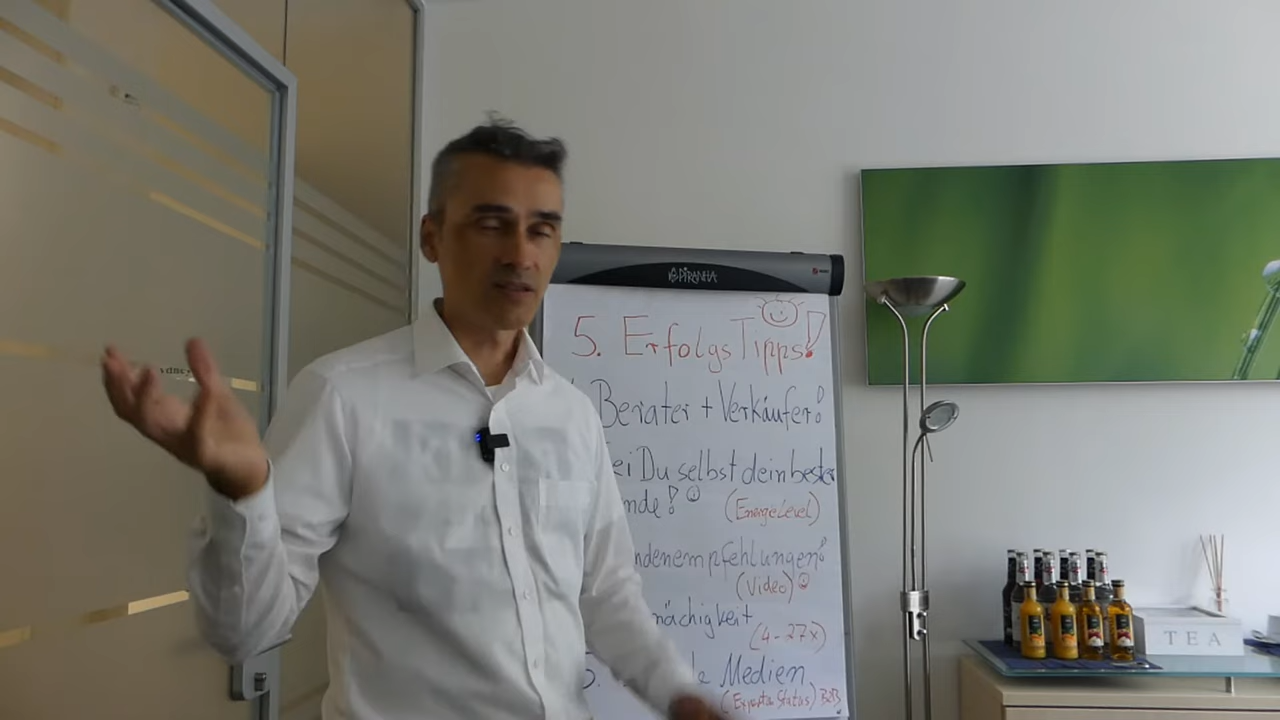 PiRANHA
5. ErfolgsTipps!
Berater + Verkäufer!
ei Du selbst dein bester
nde!
(EnergieLevel)
ndenempfehlungen!
(Video)
nächigkeit
(4-27x)
5. le Medien
(Experten Status) B2B
TEA